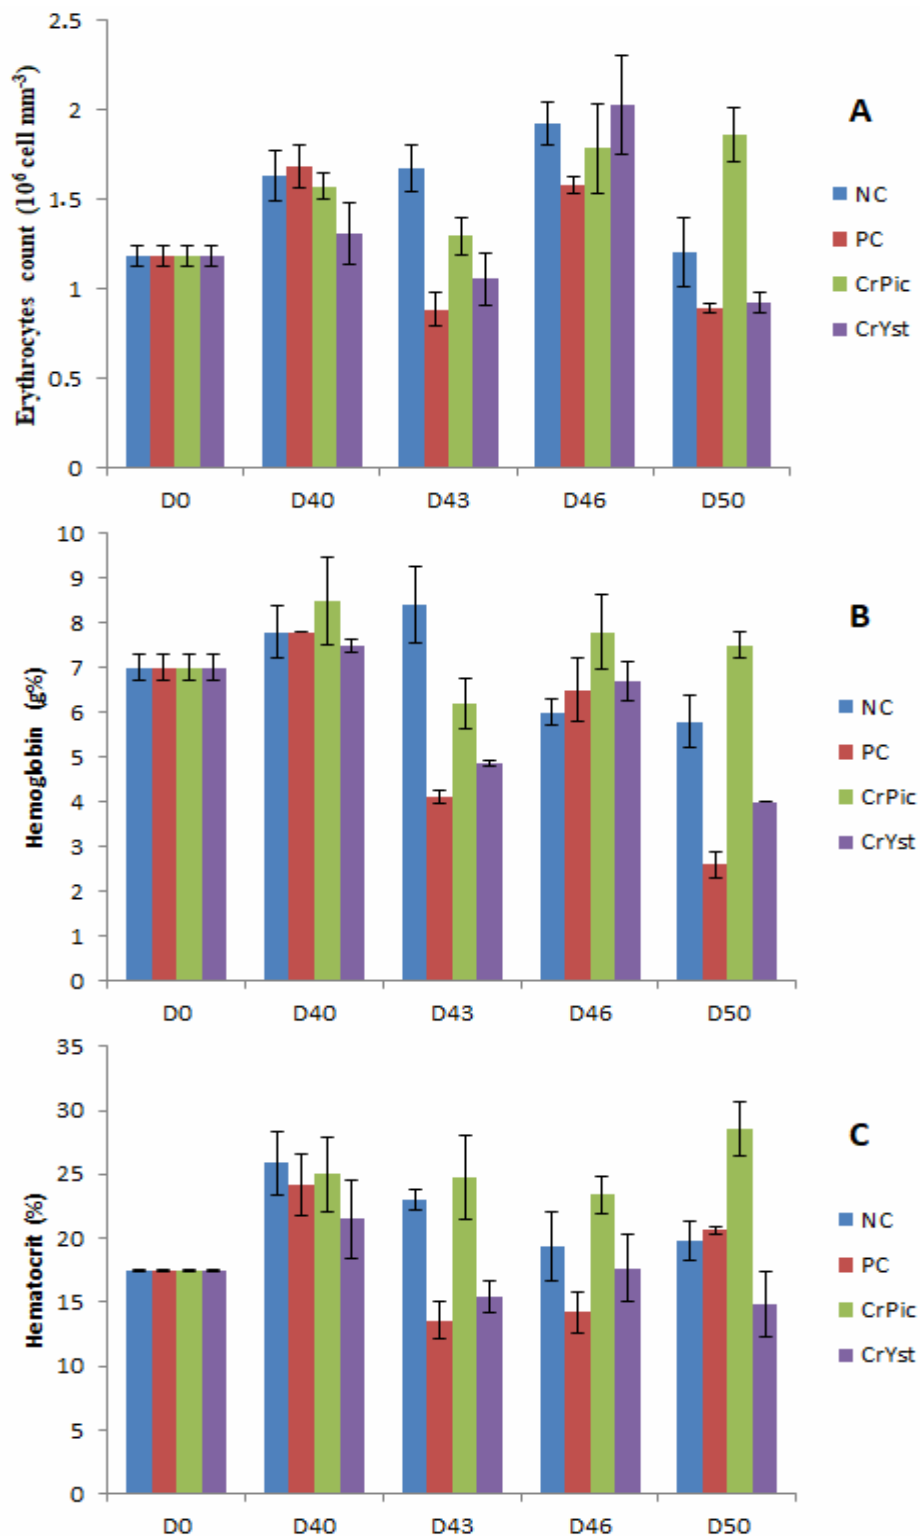 2.5
2
1.5
1
0.5
0
Erythrocytes count (10⁶ cell mm⁻³)
D0 D40 D43 D46 D50
A
NC
PC
CrPic
CrYst
10
9
8
7
6
5
4
3
2
1
0
Hemoglobin (g%)
D0 D40 D43 D46 D50
B
NC
PC
CrPic
CrYst
35
30
25
20
15
10
5
0
Hematocrit (%)
D0 D40 D43 D46 D50
C
NC
PC
CrPic
CrYst